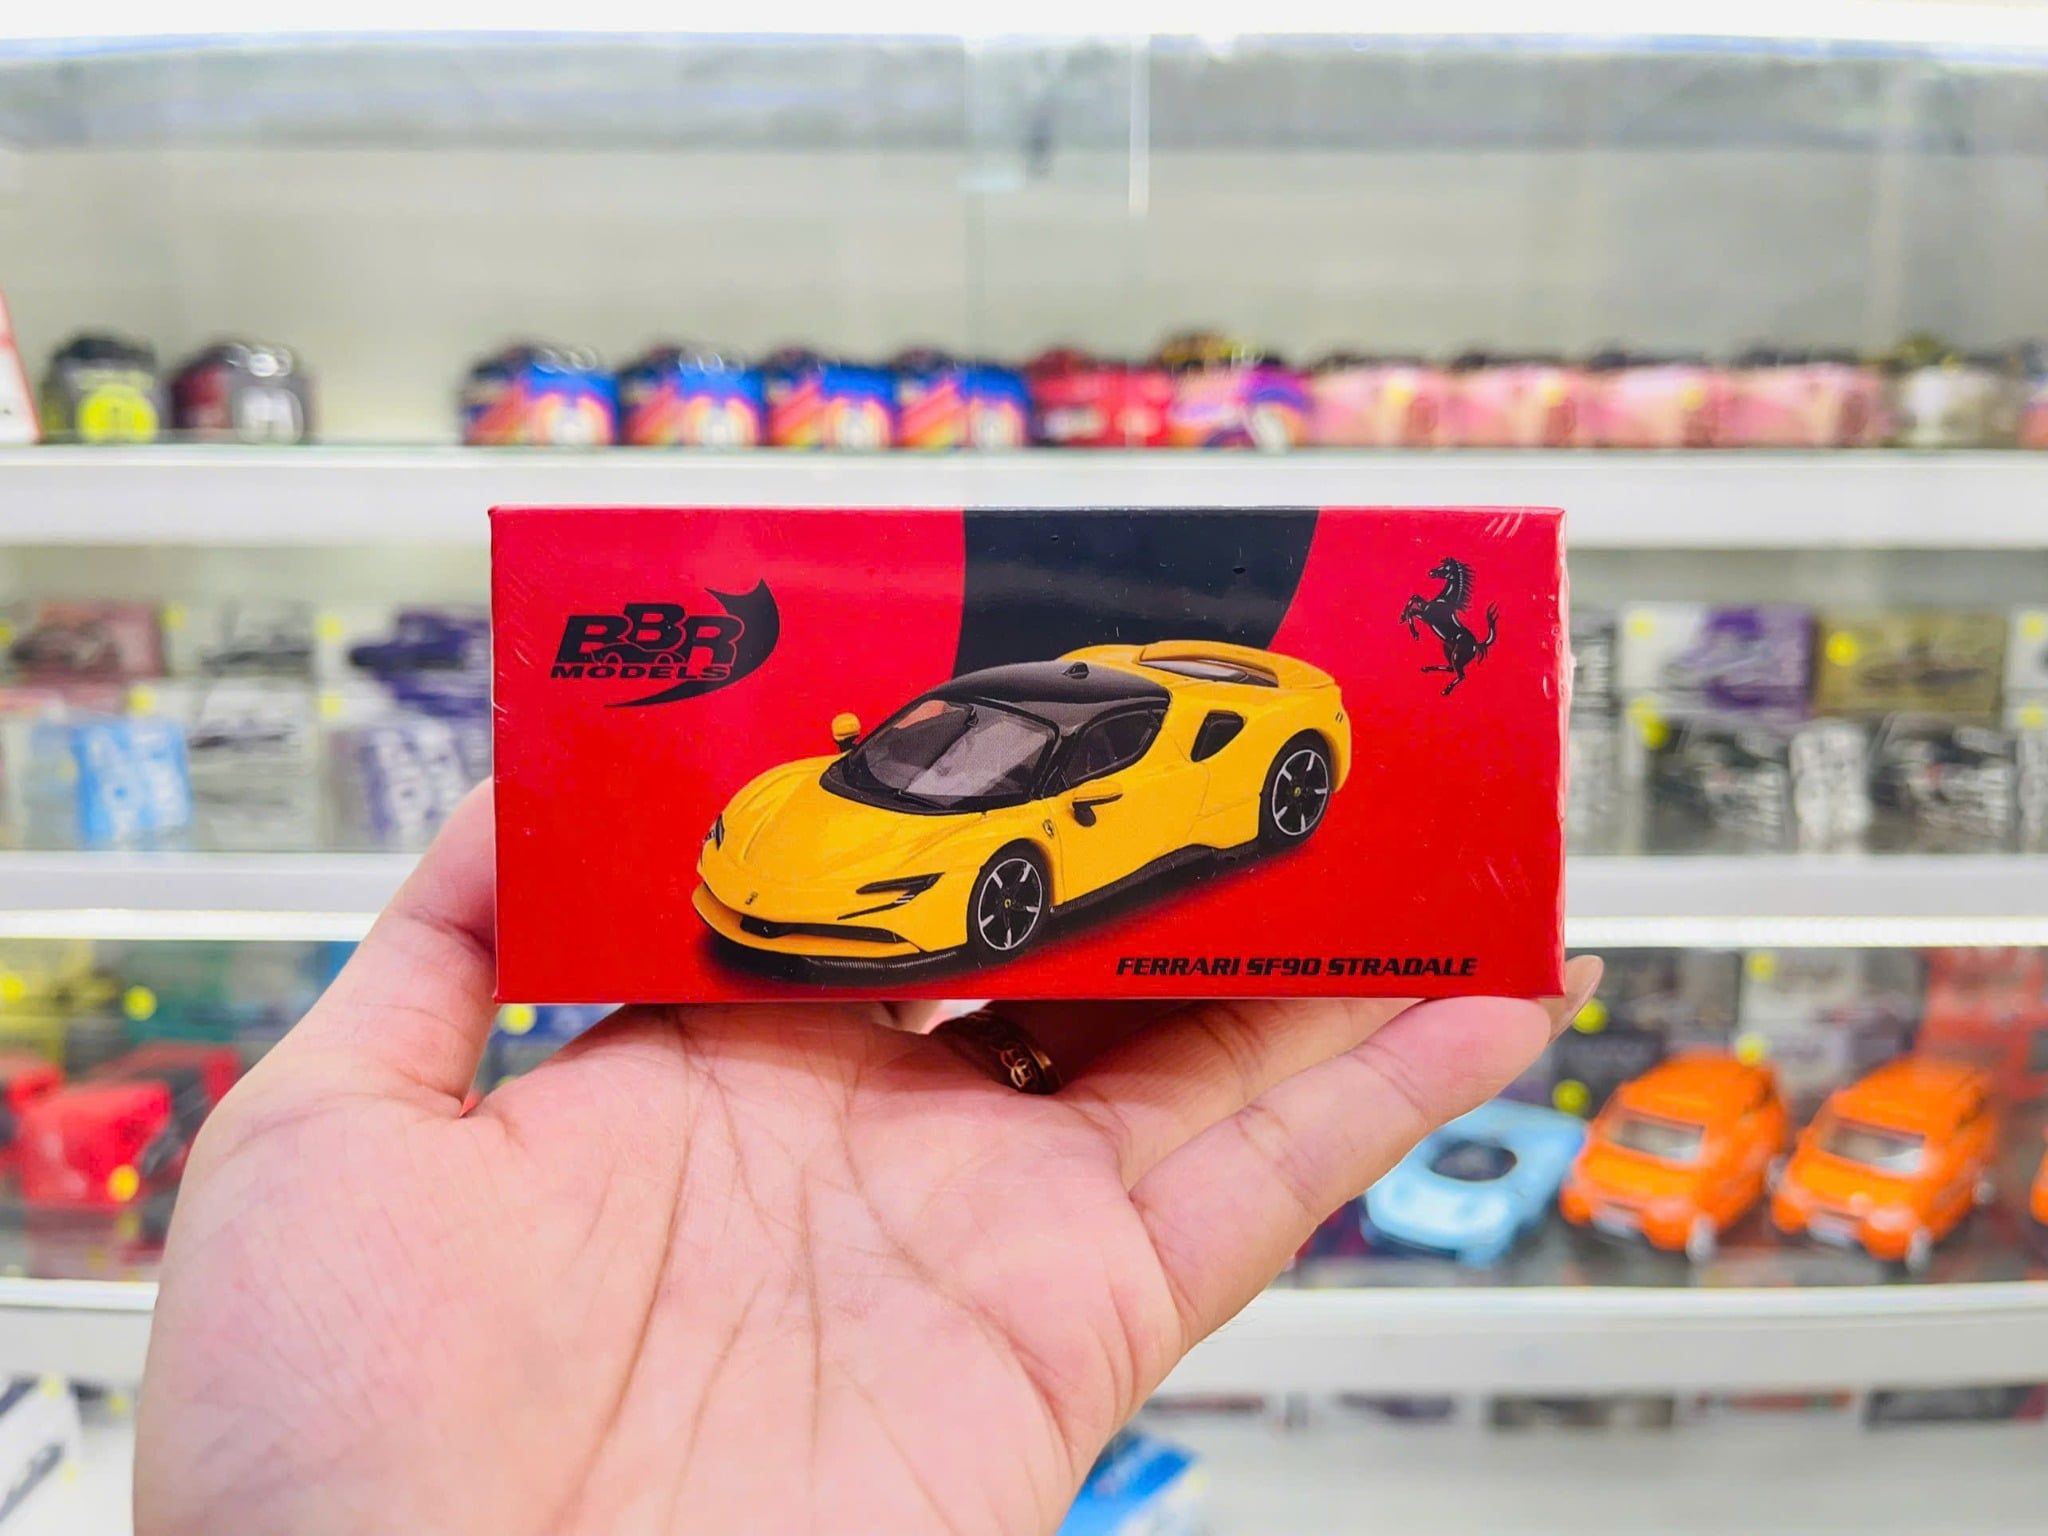 BBR
MODELS
FERRARI SF90 STRADALE